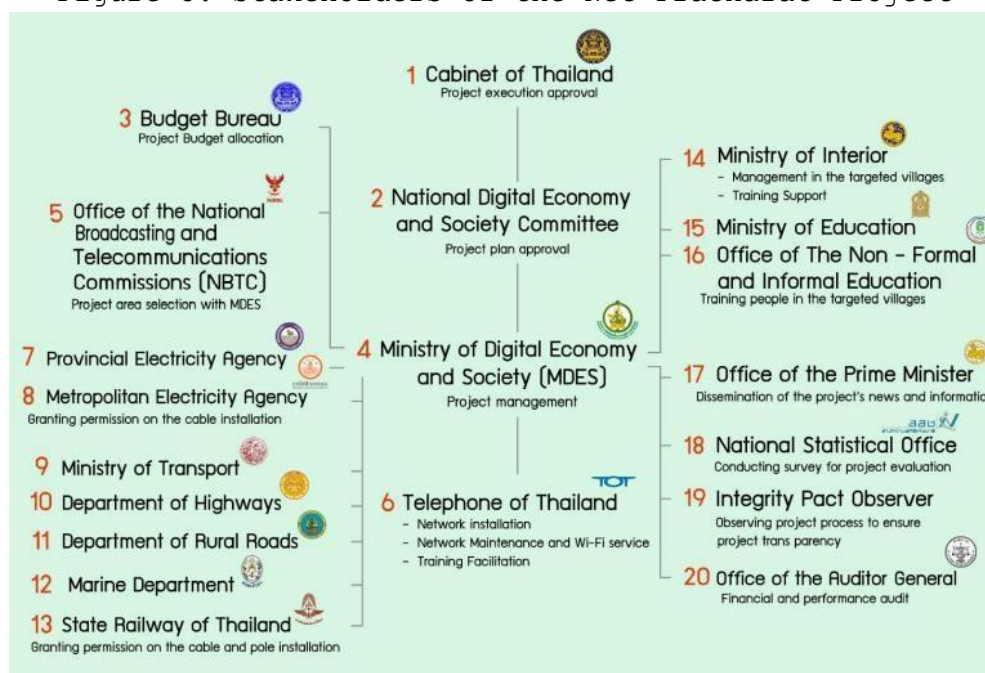 1 Cabinet of Thailand
Project execution approval
3 Budget Bureau
Project Budget allocation
2 National Digital Economy
and Society Committee
Project plan approval
5 Office of the National
Broadcasting and
Telecommunications
Commissions (NBTC)
Project area selection with MDES
4 Ministry of Digital Economy
and Society (MDES)
Project management
7 Provincial Electricity Agency
8 Metropolitan Electricity Agency
Granting permission on the cable installation
9 Ministry of Transport
10 Department of Highways
11 Department of Rural Roads
12 Marine Department
13 State Railway of Thailand
Granting permission on the cable and pole installation
TOT
6 Telephone of Thailand
- Network installation
- Network Maintenance and Wi-Fi service
- Training Facilitation
14 Ministry of Interior
- Management in the targeted villages
- Training Support
15 Ministry of Education
16 Office of The Non - Formal
and Informal Education
Training people in the targeted villages
17 Office of the Prime Minister
Dissemination of the project's news and informatio
18 National Statistical Office
Conducting survey for project evaluation
19 Integrity Pact Observer
Observing project process to ensure
project trans parency
20 Office of the Auditor General
Financial and performance audit